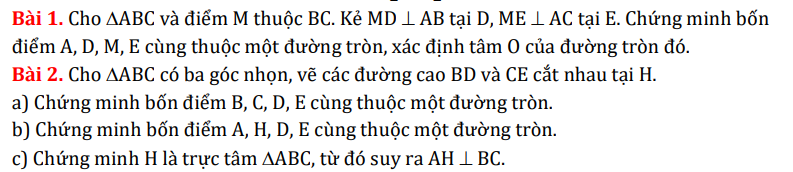 Bài 1. Cho ∆ABC và điểm M thuộc BC. Kẻ MD ⊥ AB tại D, ME ⊥ AC tại E. Chứng minh bốn
điểm A, D, M, E cùng thuộc một đường tròn, xác định tâm O của đường tròn đó.
Bài 2. Cho ∆ABC có ba góc nhọn, vẽ các đường cao BD và CE cắt nhau tại H.
a) Chứng minh bốn điểm B, C, D, E cùng thuộc một đường tròn.
b) Chứng minh bốn điểm A, H, D, E cùng thuộc một đường tròn.
c) Chứng minh H là trực tâm ∆ABC, từ đó suy ra AH ⊥ BC.